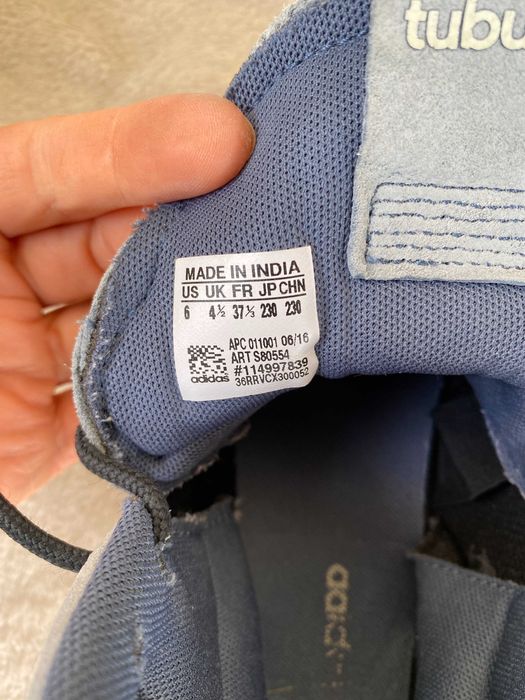 tubu
MADE IN INDIA
US UK FR JP CHN
6 4½ 37⅓ 230 230
APC 011001 06/16
ART S80554
#114997839
36RRVCX300052
adidas